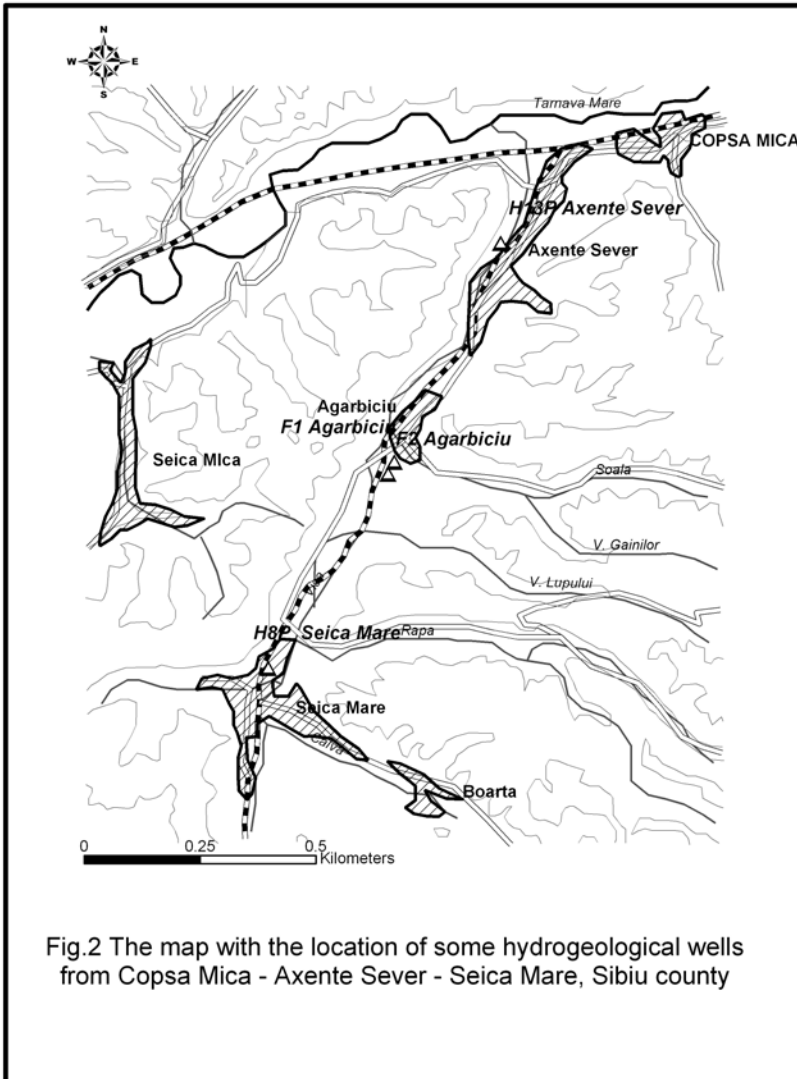 N
W E
S
Tarnava Mare
COPSA MICA
H13P Axente Sever
Axente Sever
Agarbiciu
F1 Agarbiciu
F2 Agarbiciu
Seica MIca
Soala
V. Gainilor
V. Lupului
H8P Seica Mare
Rapa
Seica Mare
Calva
Boarta
0 0.25 0.5
Kilometers
Fig.2 The map with the location of some hydrogeological wells
from Copsa Mica - Axente Sever - Seica Mare, Sibiu county